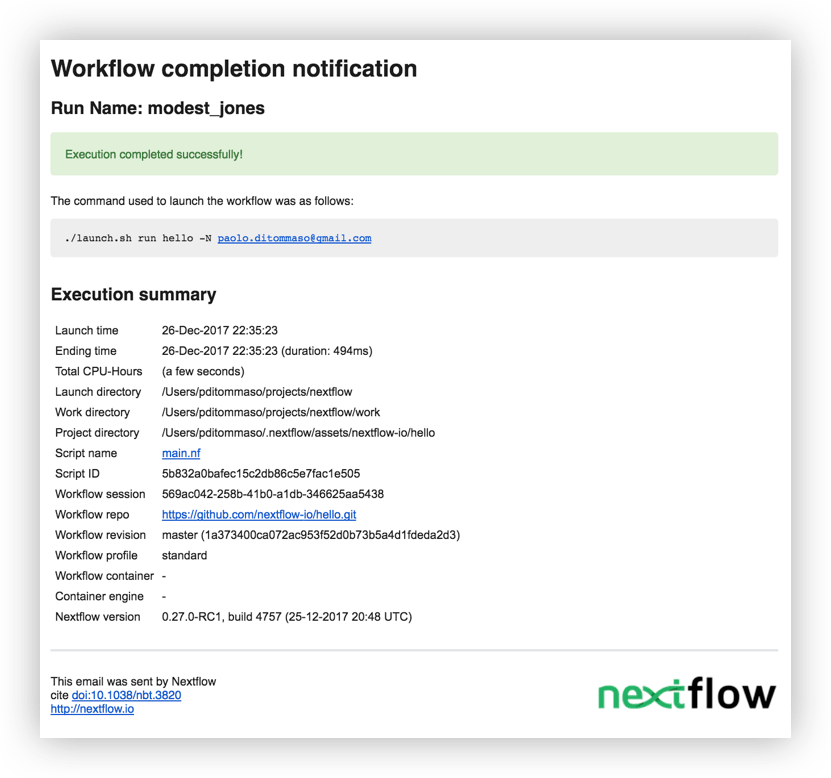 Workflow completion notification
Run Name: modest_jones
Execution completed successfully!
The command used to launch the workflow was as follows:
./launch.sh run hello -N paolo.ditommaso@gmail.com
Execution summary
Launch time 26-Dec-2017 22:35:23
Ending time 26-Dec-2017 22:35:23 (duration: 494ms)
Total CPU-Hours (a few seconds)
Launch directory /Users/pditommaso/projects/nextflow
Work directory /Users/pditommaso/projects/nextflow/work
Project directory /Users/pditommaso/.nextflow/assets/nextflow-io/hello
Script name main.nf
Script ID 5b832a0bafec15c2db86c5e7fac1e505
Workflow session 569ac042-258b-41b0-a1db-346625aa5438
Workflow repo https://github.com/nextflow-io/hello.git
Workflow revision master (1a373400ca072ac953f52d0b73b5a4d1fdeda2d3)
Workflow profile standard
Workflow container -
Container engine -
Nextflow version 0.27.0-RC1, build 4757 (25-12-2017 20:48 UTC)
This email was sent by Nextflow
cite doi:10.1038/nbt.3820
http://nextflow.io
nextflow